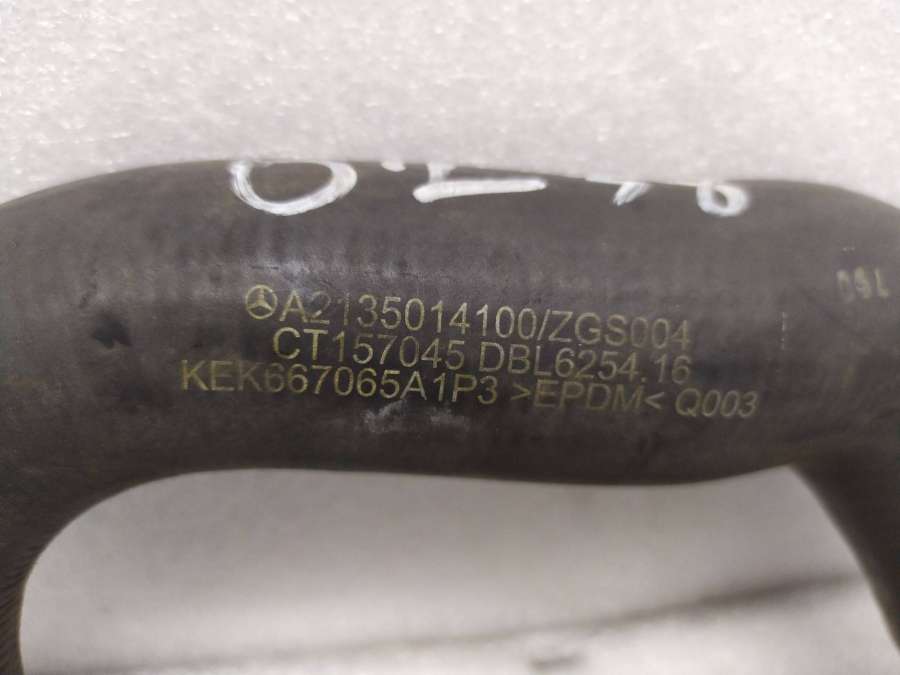 A2135014100/ZGS004
CT157045 DBL6254.16
KEK667065A1P3 >EPDM< Q003